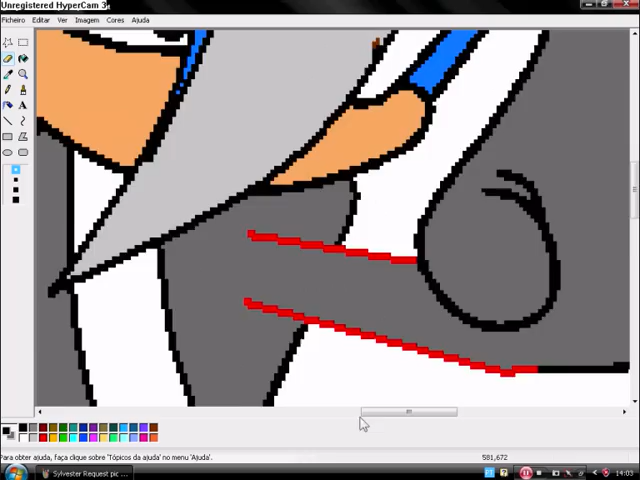 Unregistered HyperCam 3
Ficheiro Editar Ver Imagem Cores Ajuda
A
Para obter ajuda, faça clique sobre 'Tópicos da ajuda' no menu 'Ajuda'.
581,672
Sylvester Request pic ...
14:03